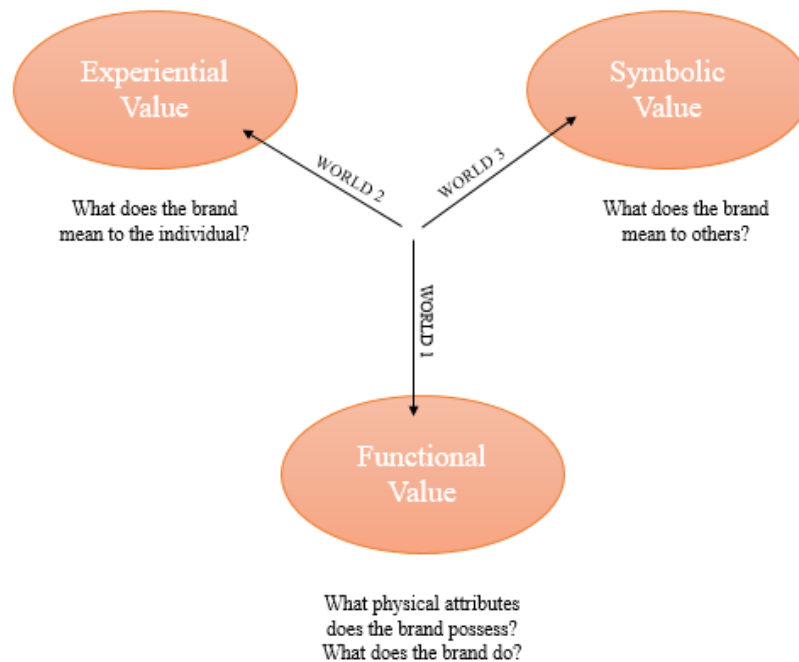 Experiential
Value
Symbolic
Value
WORLD 2
WORLD 3
What does the brand
mean to the individual?
What does the brand
mean to others?
WORLD 1
Functional
Value
What physical attributes
does the brand possess?
What does the brand do?